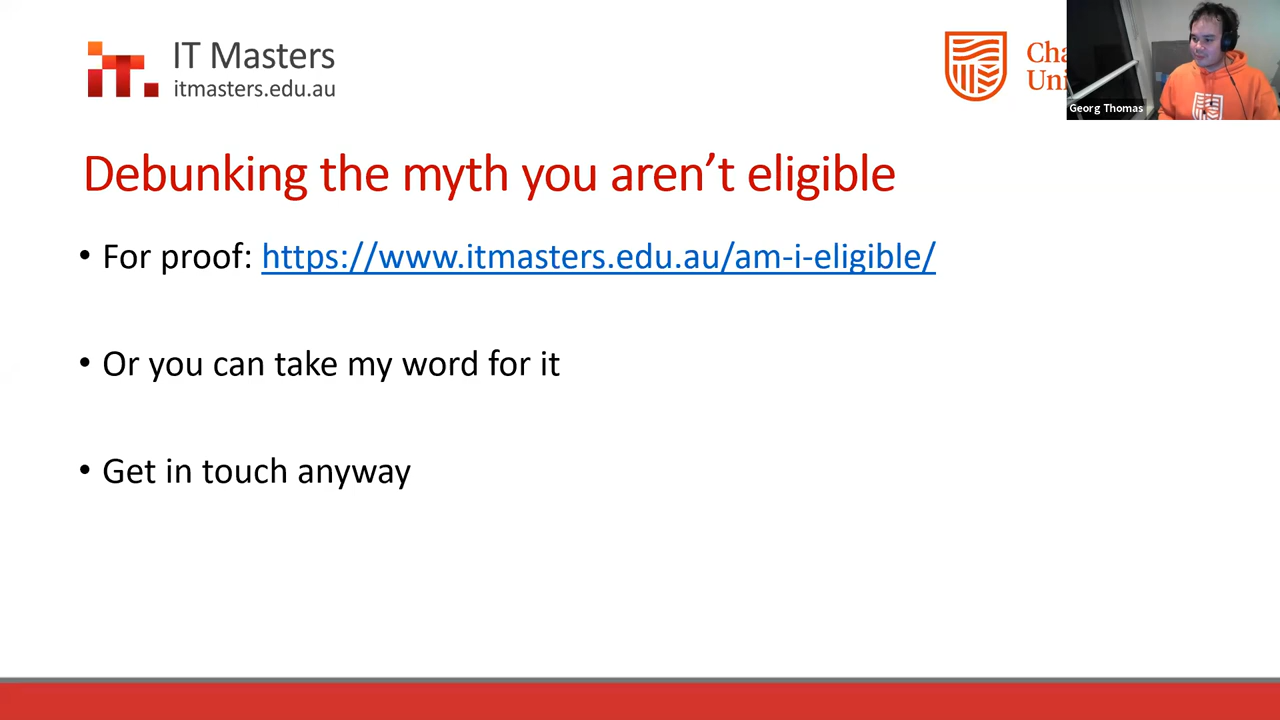 IT Masters
itmasters.edu.au
Georg Thomas
Debunking the myth you aren’t eligible
• For proof: https://www.itmasters.edu.au/am-i-eligible/
• Or you can take my word for it
• Get in touch anyway